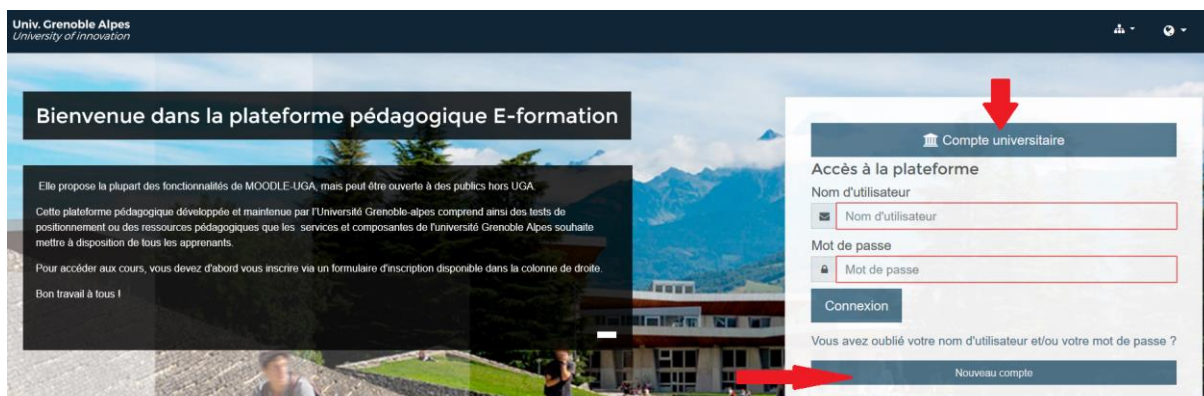 Univ. Grenoble Alpes
University of innovation
Bienvenue dans la plateforme pédagogique E-formation
Elle propose la plupart des fonctionnalités de MOODLE-UGA, mais peut être ouverte à des publics hors UGA.
Cette plateforme pédagogique développée et maintenue par l'Université Grenoble-alpes comprend ainsi des tests de
positionnement ou des ressources pédagogiques que les services et composantes de l'université Grenoble Alpes souhaite
mettre à disposition de tous les apprenants.
Pour accéder aux cours, vous devez d'abord vous inscrire via un formulaire d'inscription disponible dans la colonne de droite.
Bon travail à tous !
Compte universitaire
Accès à la plateforme
Nom d'utilisateur
Nom d'utilisateur
Mot de passe
Mot de passe
Connexion
Vous avez oublié votre nom d'utilisateur et/ou votre mot de passe ?
Nouveau compte